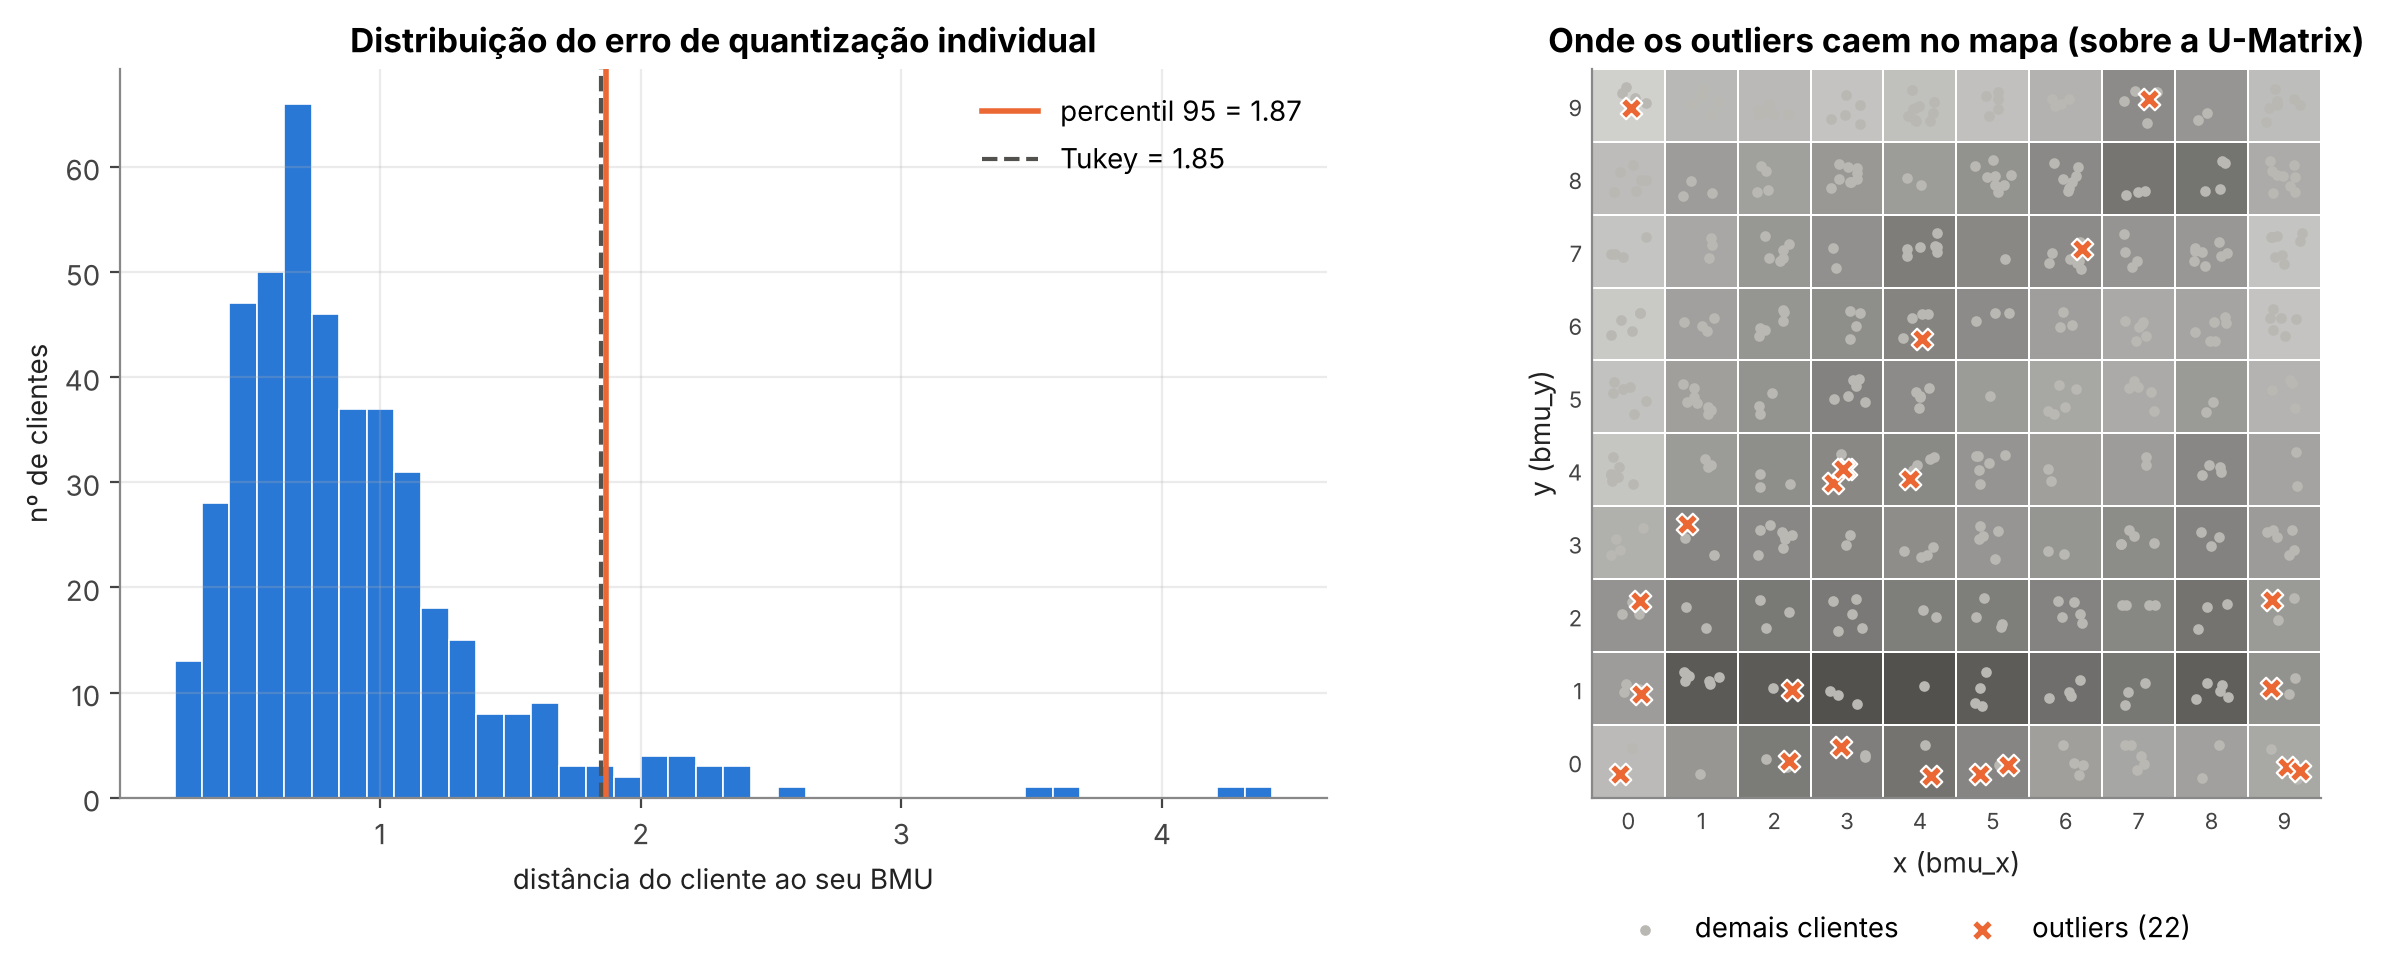 Distribuição do erro de quantização individual
percentil 95 = 1.87
Tukey = 1.85
nº de clientes
60
50
40
30
20
10
0
1
2
3
4
distância do cliente ao seu BMU
Onde os outliers caem no mapa (sobre a U-Matrix)
y (bmu_y)
9
8
7
6
5
4
3
2
1
0
0 1 2 3 4 5 6 7 8 9
x (bmu_x)
demais clientes
outliers (22)